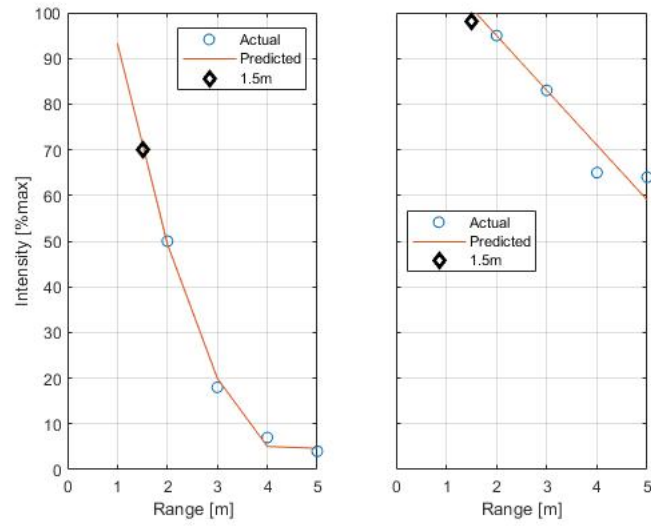 100
90
80
70
60
50
40
30
20
10
0
Intensity [%max]
0 1 2 3 4 5
Range [m]
Actual
Predicted
1.5m
0 1 2 3 4 5
Range [m]
Actual
Predicted
1.5m